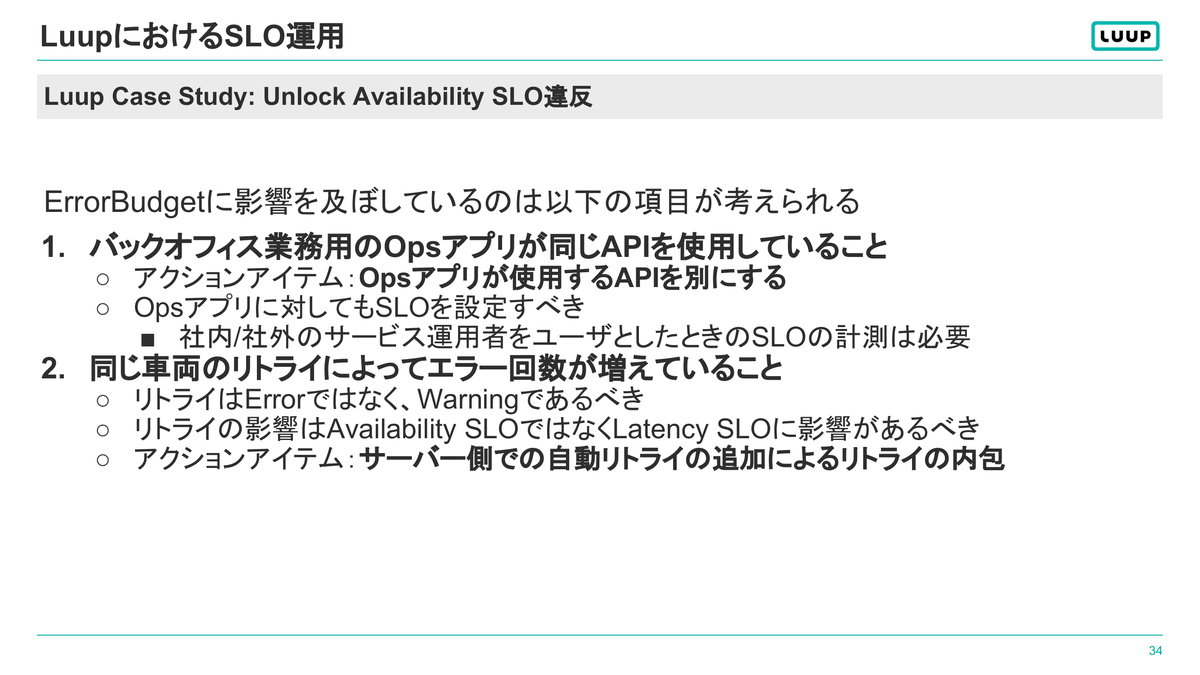 LuupにおけるSLO運用
LUUP
Luup Case Study: Unlock Availability SLO違反
ErrorBudgetに影響を及ぼしているのは以下の項目が考えられる
1. バックオフィス業務用のOpsアプリが同じAPIを使用していること
○ アクションアイテム：Opsアプリが使用するAPIを別にする
○ Opsアプリに対してもSLOを設定すべき
■ 社内/社外のサービス運用者をユーザとしたときのSLOの計測は必要
2. 同じ車両のリトライによってエラー回数が増えていること
○ リトライはErrorではなく、Warningであるべき
○ リトライの影響はAvailability SLOではなくLatency SLOに影響があるべき
○ アクションアイテム：サーバー側での自動リトライの追加によるリトライの内包
34